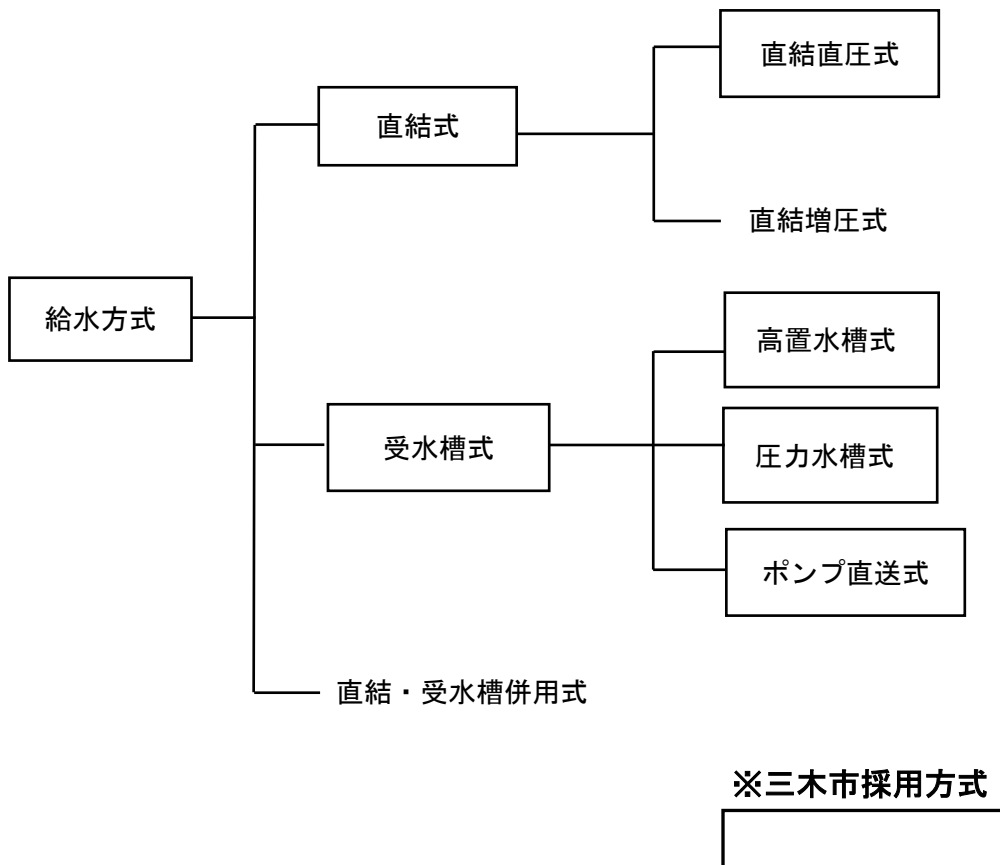 直結直圧式
直結式
直結増圧式
給水方式
高置水槽式
受水槽式
圧力水槽式
ポンプ直送式
直結・受水槽併用式
※三木市採用方式